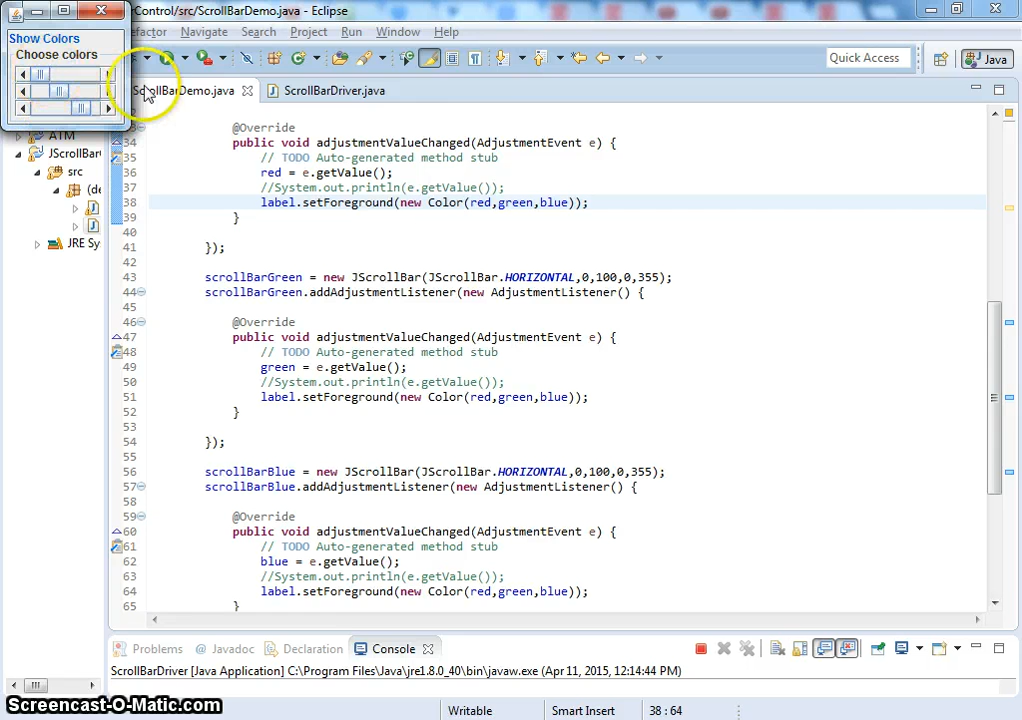 Control/src/ScrollBarDemo.java - Eclipse
efactor Navigate Search Project Run Window Help
Show Colors
Choose colors
Quick Access
Java
ScrollBarDemo.java
ScrollBarDriver.java
ATM
JScrollBar
src
(de
JRE Sy
@Override
34 public void adjustmentValueChanged(AdjustmentEvent e) {
35 // TODO Auto-generated method stub
36 red = e.getValue();
37 //System.out.println(e.getValue());
38 label.setForeground(new Color(red,green,blue));
39 }
40
41 });
42
43 scrollBarGreen = new JScrollBar(JScrollBar.HORIZONTAL,0,100,0,355);
44 scrollBarGreen.addAdjustmentListener(new AdjustmentListener() {
45
46 @Override
47 public void adjustmentValueChanged(AdjustmentEvent e) {
48 // TODO Auto-generated method stub
49 green = e.getValue();
50 //System.out.println(e.getValue());
51 label.setForeground(new Color(red,green,blue));
52 }
53
54 });
55
56 scrollBarBlue = new JScrollBar(JScrollBar.HORIZONTAL,0,100,0,355);
57 scrollBarBlue.addAdjustmentListener(new AdjustmentListener() {
58
59 @Override
60 public void adjustmentValueChanged(AdjustmentEvent e) {
61 // TODO Auto-generated method stub
62 blue = e.getValue();
63 //System.out.println(e.getValue());
64 label.setForeground(new Color(red,green,blue));
65 }
Problems @ Javadoc Declaration Console
ScrollBarDriver [Java Application] C:\Program Files\Java\jre1.8.0_40\bin\javaw.exe (Apr 11, 2015, 12:14:44 PM)
Screencast-O-Matic.com
Writable Smart Insert 38 : 64